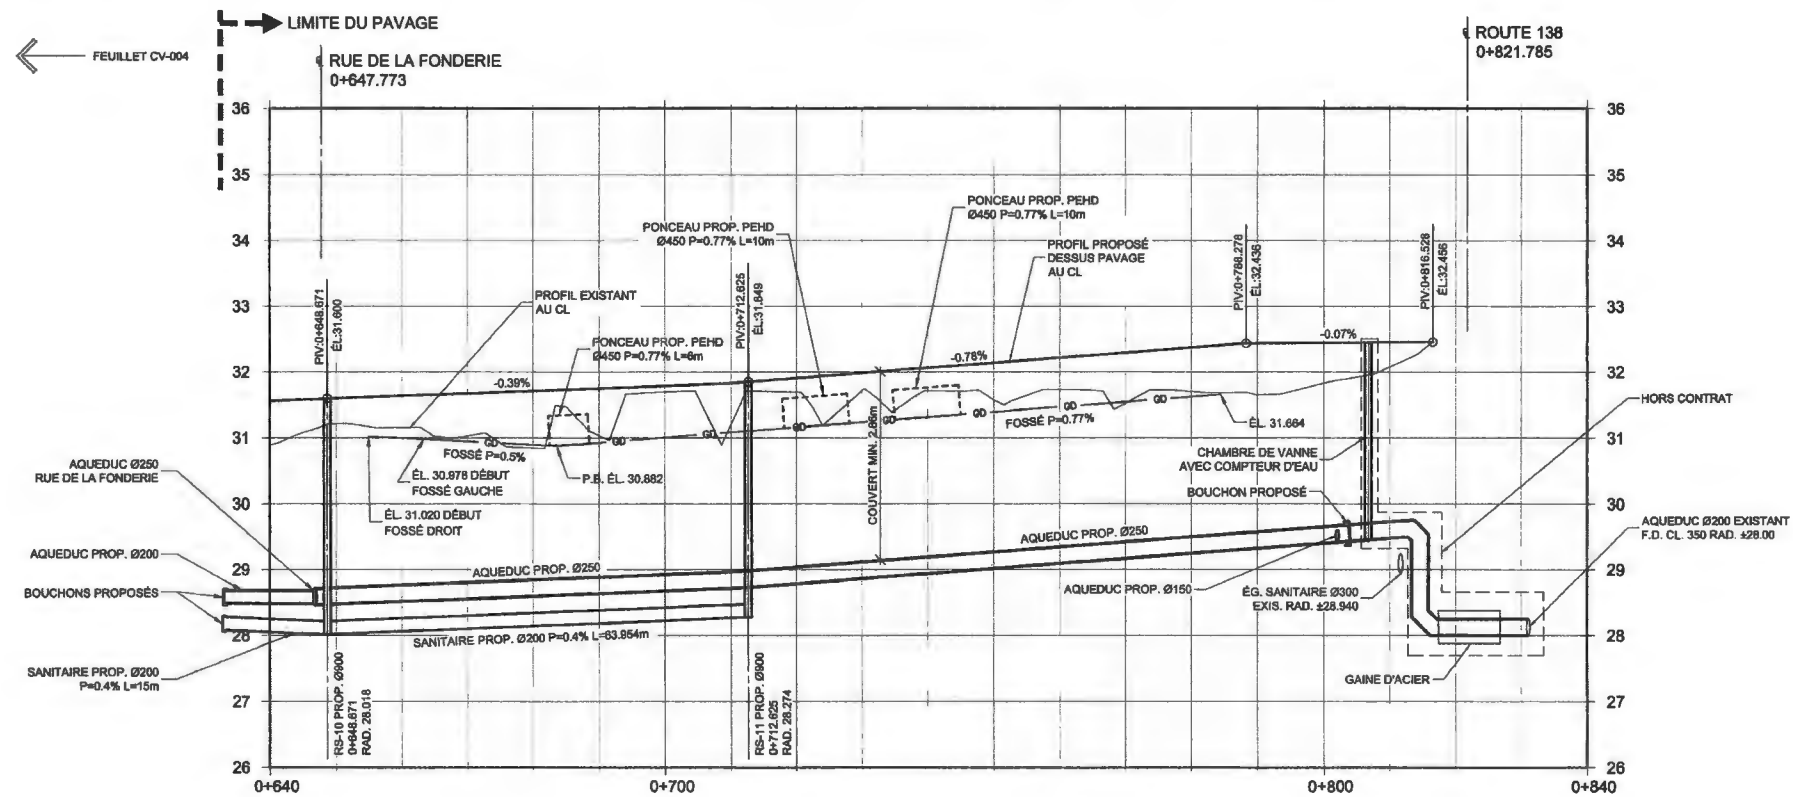 LIMITE DU PAVAGE
FEUILLET CV-004
RUE DE LA FONDERIE
0+647.773
ROUTE 138
0+821.785
36
36
35
35
34
34
33
33
32
32
31
31
30
30
29
29
28
28
27
27
26
26
0+640
0+700
0+800
0+840
PIV:0+648.671
ÉL:31.600
PROFIL EXISTANT
AU CL
PONCEAU PROP. PEHD
Ø450 P=0.77% L=6m
PIV:0+712.625
ÉL:31.849
PONCEAU PROP. PEHD
Ø450 P=0.77% L=10m
PONCEAU PROP. PEHD
Ø450 P=0.77% L=10m
PROFIL PROPOSÉ
DESSUS PAVAGE
AU CL
PIV:0+788.278
ÉL:32.436
PIV:0+816.528
ÉL:32.456
-0.39%
-0.78%
-0.07%
GD
GD
GD
GD
GD
GD
GD
GD
FOSSÉ P=0.5%
FOSSÉ P=0.77%
ÉL. 31.664
ÉL. 30.978 DÉBUT
FOSSÉ GAUCHE
P.B. ÉL. 30.882
ÉL. 31.020 DÉBUT
FOSSÉ DROIT
COUVERT MIN. 2.86m
HORS CONTRAT
CHAMBRE DE VANNE
AVEC COMPTEUR D'EAU
BOUCHON PROPOSÉ
AQUEDUC Ø250
RUE DE LA FONDERIE
AQUEDUC PROP. Ø200
BOUCHONS PROPOSÉS
SANITAIRE PROP. Ø200
P=0.4% L=15m
AQUEDUC PROP. Ø250
AQUEDUC PROP. Ø250
SANITAIRE PROP. Ø200 P=0.4% L=63.954m
AQUEDUC PROP. Ø150
ÉG. SANITAIRE Ø300
EXIS. RAD. ±28.940
AQUEDUC Ø200 EXISTANT
F.D. CL. 350 RAD. ±28.00
GAINE D'ACIER
RS-10 PROP. Ø900
0+648.671
RAD. 28.018
RS-11 PROP. Ø900
0+712.625
RAD. 28.274